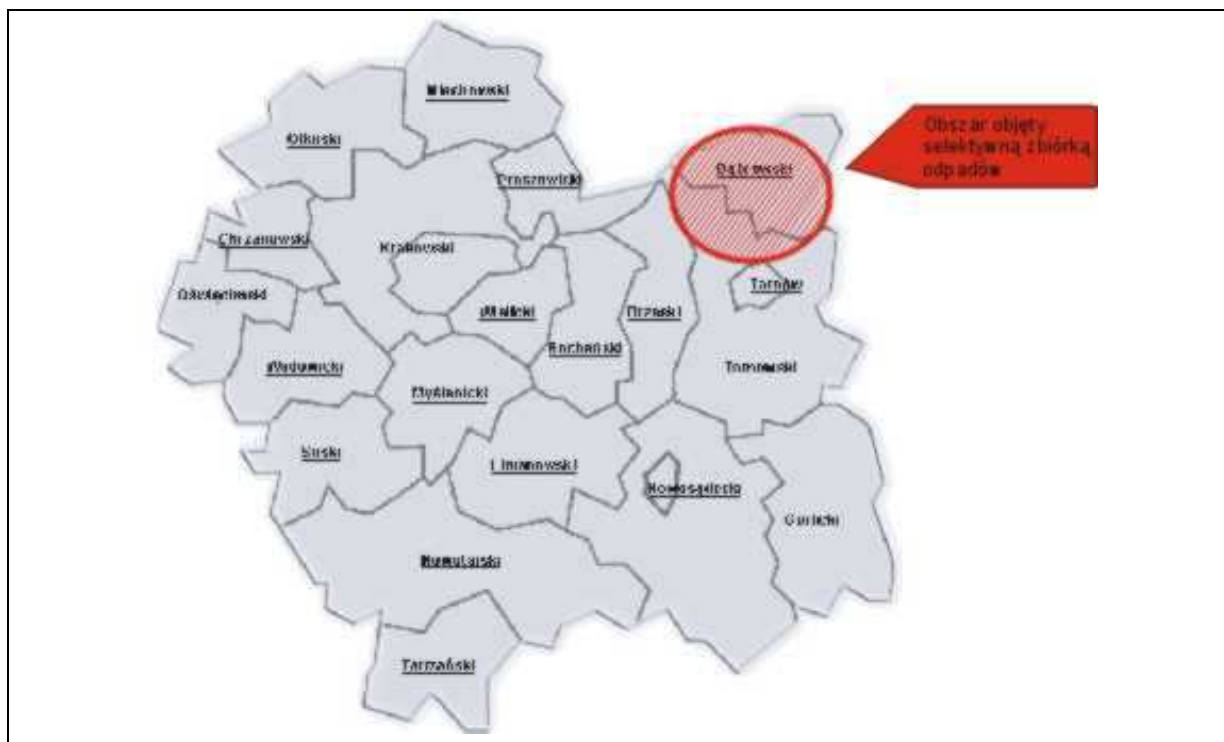 Miechowski
Olkuski
Obszar objęty
selektywną zbiórką
odpadów
Dąbrowski
Proszowicki
Chrzanowski
Krakowski
Oświęcimski
Tarnów
Wielicki
Brzeski
Bocheński
Wadowicki
Tarnowski
Myślenicki
Suski
Limanowski
Nowosądecki
Gorlicki
Nowotarski
Tatrzański